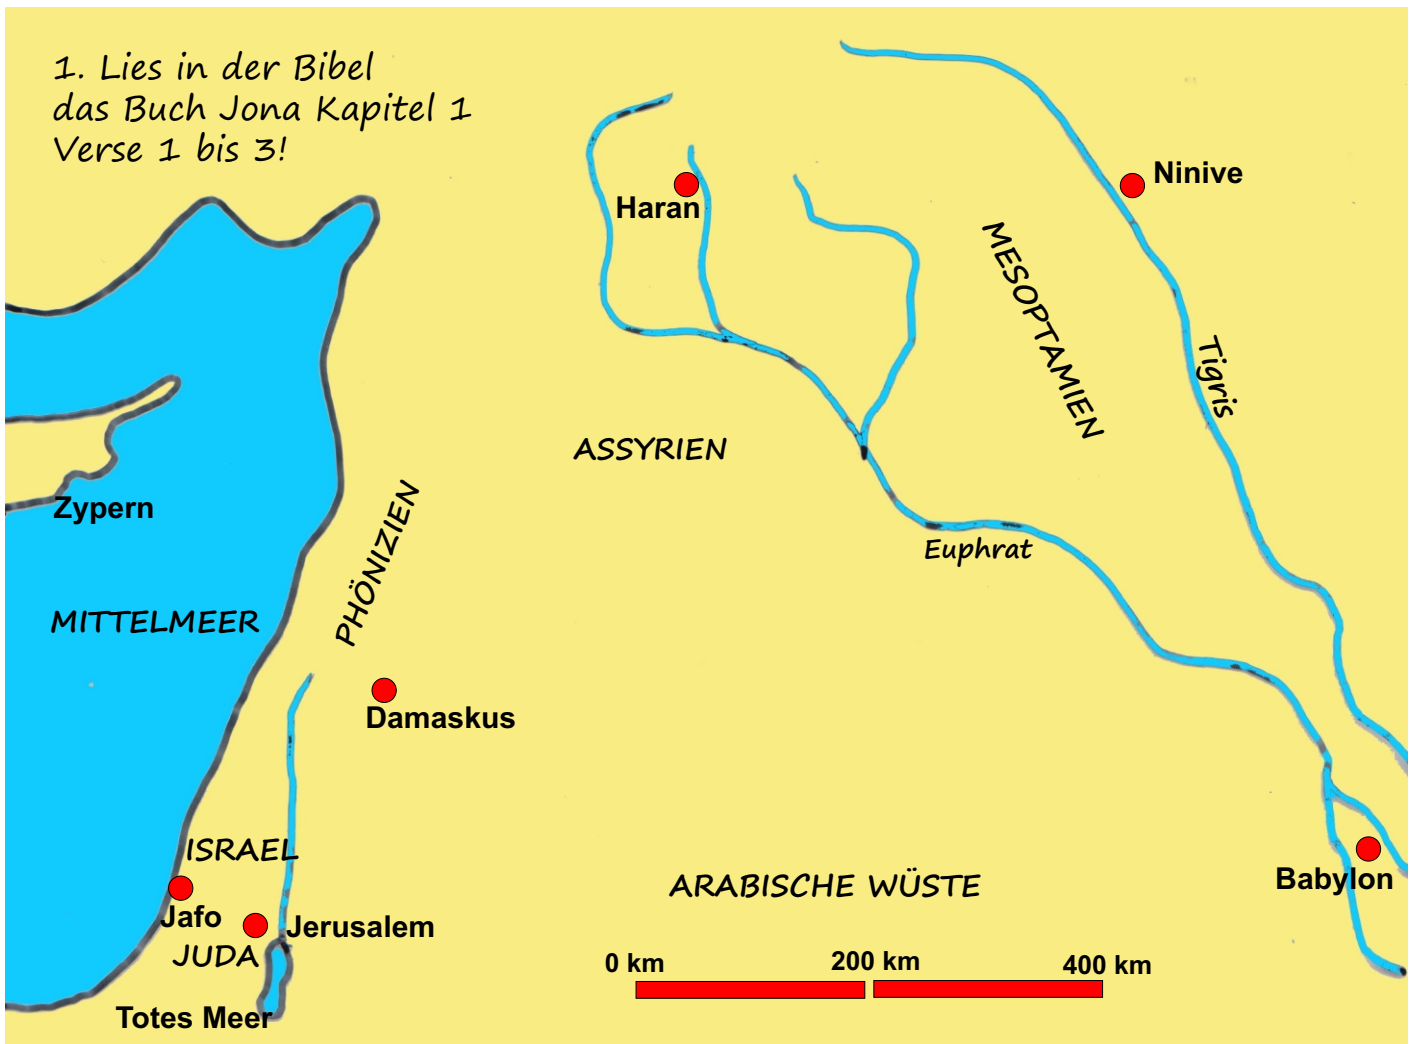 1. Lies in der Bibel
das Buch Jona Kapitel 1
Verse 1 bis 3!
Ninive
Haran
MESOPTAMIEN
Tigris
ASSYRIEN
Zypern
Euphrat
PHÖNIZIEN
MITTELMEER
Damaskus
ISRAEL
ARABISCHE WÜSTE
Babylon
Jafo
Jerusalem
JUDA
0 km 200 km 400 km
Totes Meer